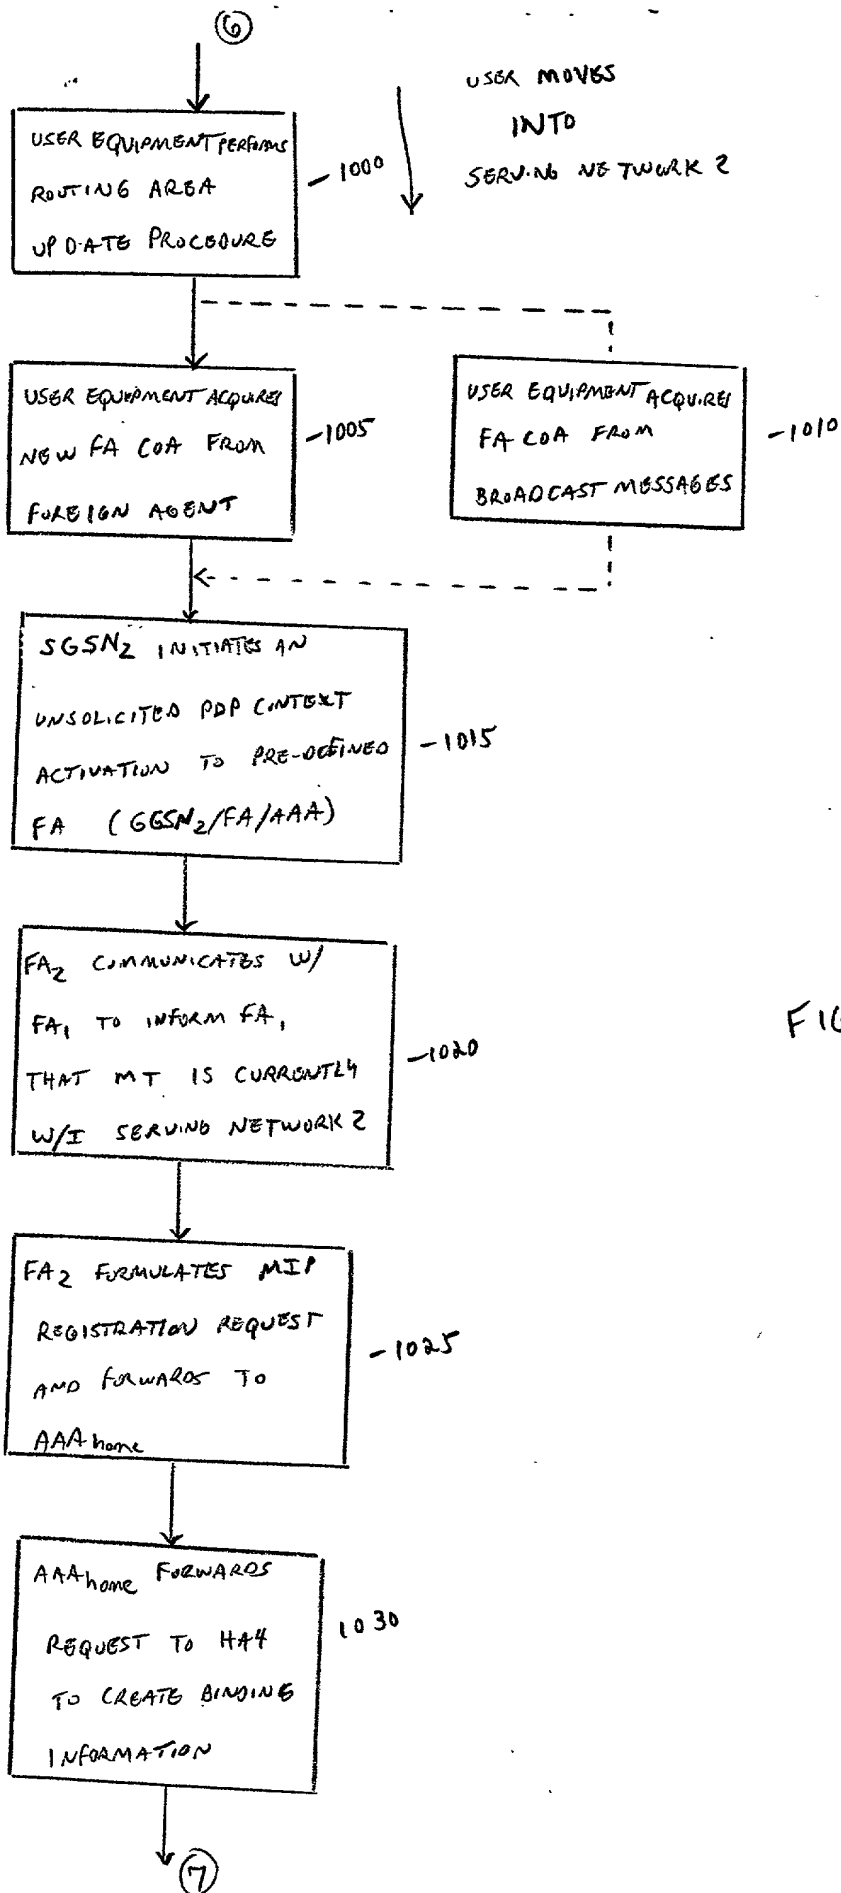 6
USER MOVES
INTO
SERVING NETWORK 2
USER EQUIPMENT PERFORMS
ROUTING AREA
UPDATE PROCEDURE
1000
USER EQUIPMENT ACQUIRES
NEW FA COA FROM
FOREIGN AGENT
1005
USER EQUIPMENT ACQUIRES
FA COA FROM
BROADCAST MESSAGES
1010
SGSN2 INITIATES AN
UNSOLICITED PDP CONTEXT
ACTIVATION TO PRE-DEFINED
FA (GGSN2/FA/AAA)
1015
FA2 COMMUNICATES W/
FA1 TO INFORM FA1
THAT MT IS CURRENTLY
W/I SERVING NETWORK 2
1020
FIG
FA2 FORMULATES MIP
REGISTRATION REQUEST
AND FORWARDS TO
AAAhome
1025
AAAhome FORWARDS
REQUEST TO HA4
TO CREATE BINDING
INFORMATION
1030
7